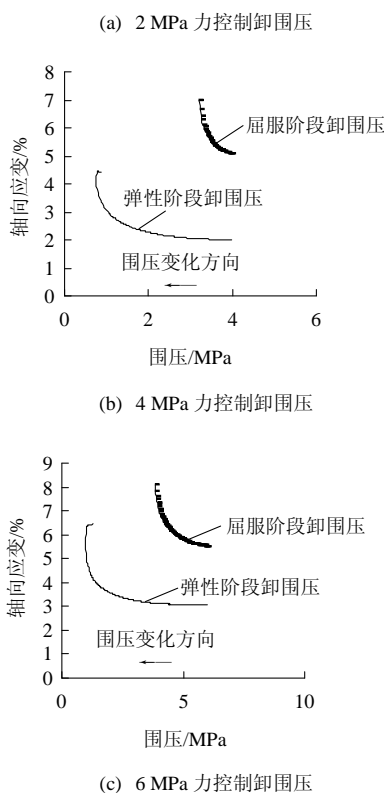 (a) 2 MPa 力控制卸围压
8
7
6
5
4
3
2
1
0
轴向应变/%
屈服阶段卸围压
弹性阶段卸围压
围压变化方向
0 2 4 6
围压/MPa
(b) 4 MPa 力控制卸围压
9
8
7
6
5
4
3
2
1
0
轴向应变/%
屈服阶段卸围压
弹性阶段卸围压
围压变化方向
0 5 10
围压/MPa
(c) 6 MPa 力控制卸围压